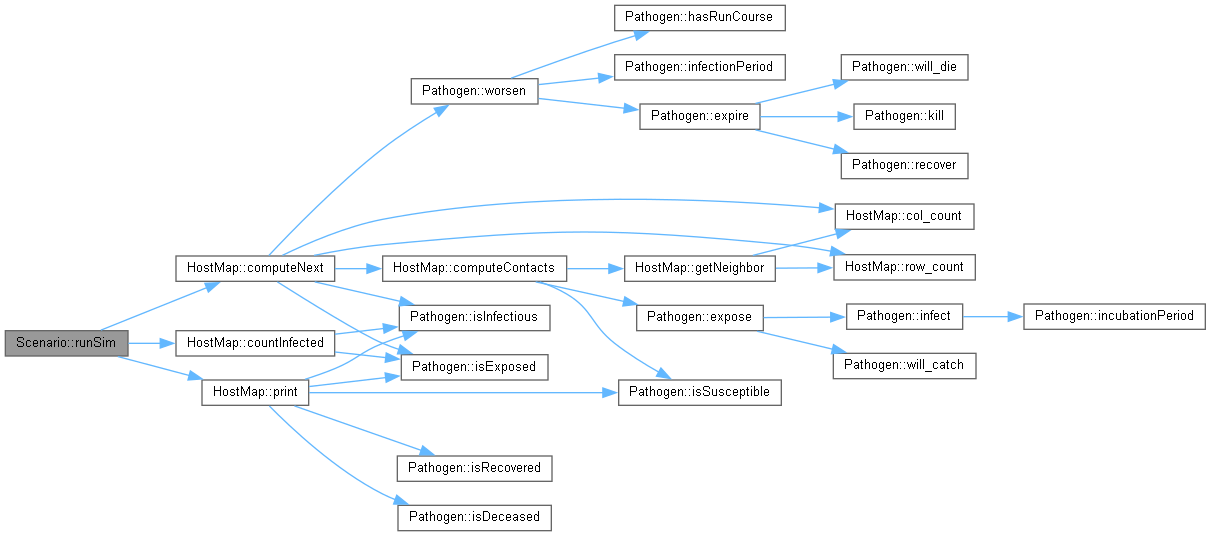 Pathogen::hasRunCourse
Pathogen::infectionPeriod
Pathogen::will_die
Pathogen::worsen
Pathogen::expire
Pathogen::kill
Pathogen::recover
HostMap::col_count
HostMap::computeNext
HostMap::computeContacts
HostMap::getNeighbor
HostMap::row_count
Pathogen::isInfectious
Pathogen::expose
Pathogen::infect
Pathogen::incubationPeriod
Scenario::runSim
HostMap::countInfected
Pathogen::isExposed
Pathogen::will_catch
HostMap::print
Pathogen::isSusceptible
Pathogen::isRecovered
Pathogen::isDeceased